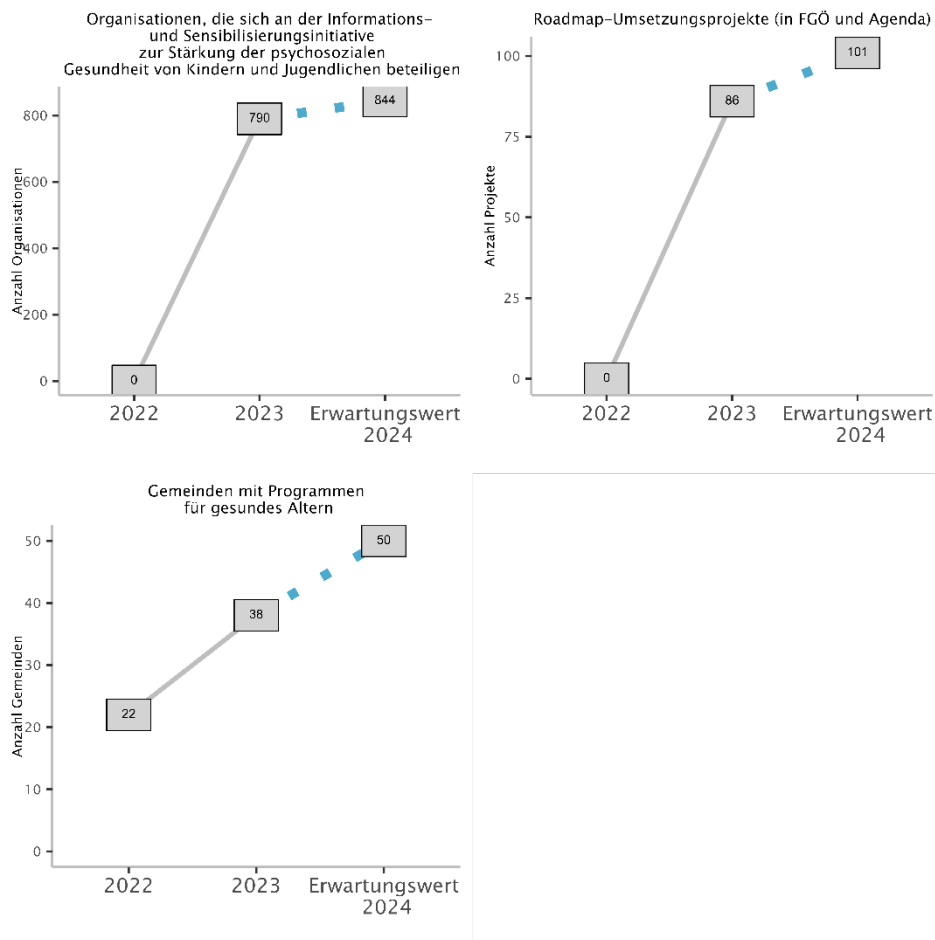 Organisationen, die sich an der Informations–
und Sensibilisierungsinitiative
zur Stärkung der psychosozialen
Gesundheit von Kindern und Jugendlichen beteiligen
Anzahl Organisationen
800
600
400
200
0
0
790
844
2022
2023
Erwartungswert
2024
Roadmap–Umsetzungsprojekte (in FGÖ und Agenda)
Anzahl Projekte
100
75
50
25
0
0
86
101
2022
2023
Erwartungswert
2024
Gemeinden mit Programmen
für gesundes Altern
Anzahl Gemeinden
50
40
30
20
10
0
22
38
50
2022
2023
Erwartungswert
2024